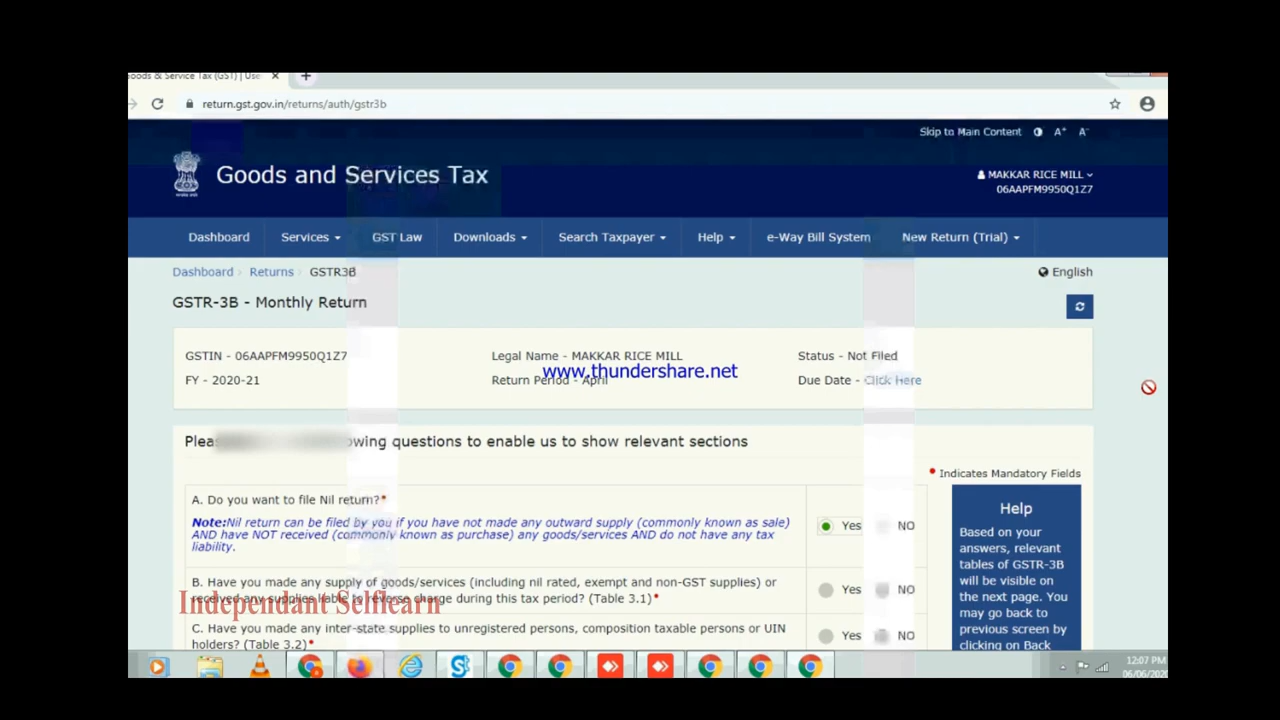 oods & Service Tax (GST) | Use
return.gst.gov.in/returns/auth/gstr3b
Skip to Main Content A+ A-
Goods and Services Tax
MAKKAR RICE MILL
06AAPFM9950Q1Z7
Dashboard Services GST Law Downloads Search Taxpayer Help e-Way Bill System New Return (Trial)
Dashboard Returns GSTR3B
English
GSTR-3B - Monthly Return
GSTIN - 06AAPFM9950Q1Z7 Legal Name - MAKKAR RICE MILL Status - Not Filed
www.thundershare.net
FY - 2020-21 Return Period - April Due Date - Click Here
Plea owing questions to enable us to show relevant sections
• Indicates Mandatory Fields
A. Do you want to file Nil return?•
Note:Nil return can be filed by you if you have not made any outward supply (commonly known as sale)
AND have NOT received (commonly known as purchase) any goods/services AND do not have any tax
liability.
Yes NO
Help
Based on your
answers, relevant
tables of GSTR-3B
will be visible on
the next page. You
may go back to
previous screen by
clicking on Back
B. Have you made any supply of goods/services (including nil rated, exempt and non-GST supplies) or
received any supplies liable to reverse charge during this tax period? (Table 3.1)•
Yes NO
Independant Selflearn
C. Have you made any inter-state supplies to unregistered persons, composition taxable persons or UIN
holders? (Table 3.2)•
Yes NO
12:07 PM
06/06/202